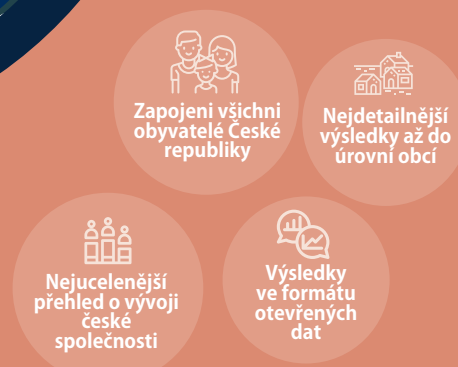 Zapojeni všichni
obyvatelé České
republiky
Nejdetailnější
výsledky až do
úrovní obcí
Nejucelenější
přehled o vývoji
české
společnosti
Výsledky
ve formátu
otevřených
dat